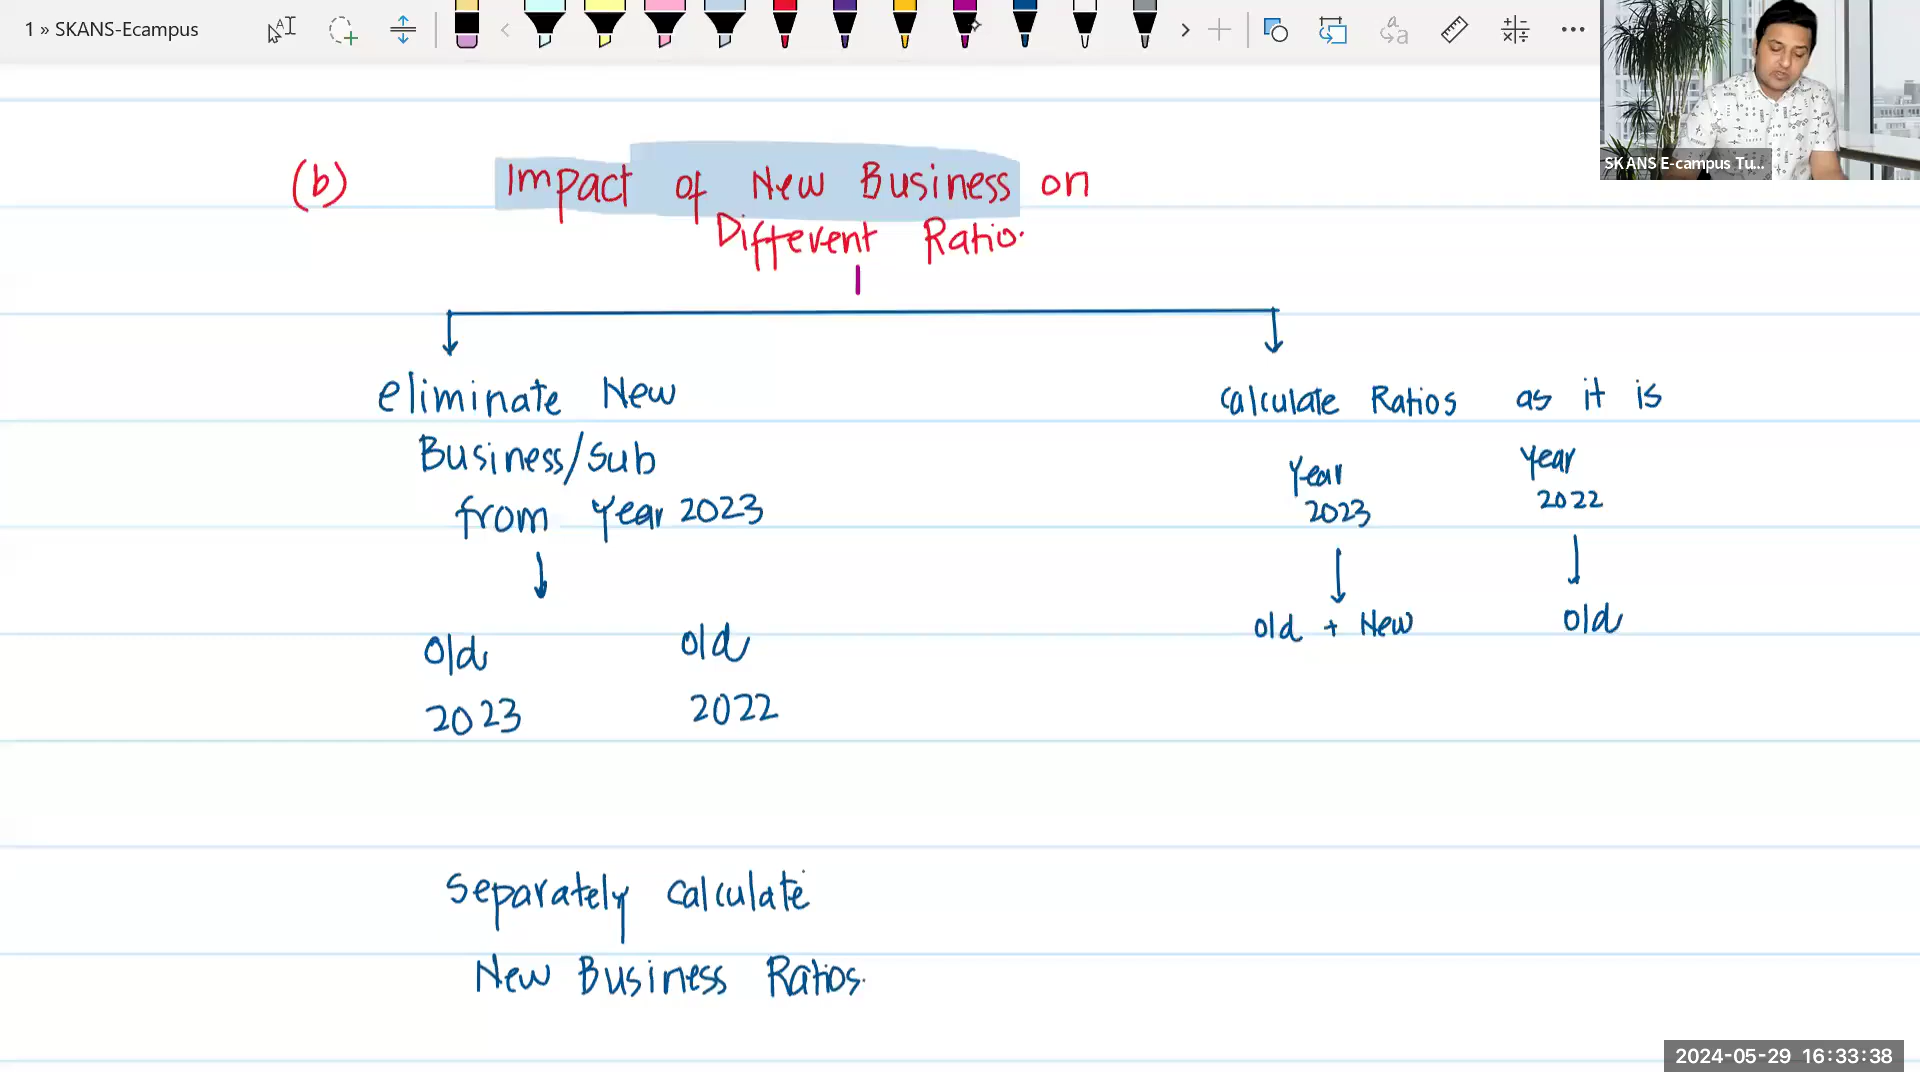 1 » SKANS-Ecampus
SKANS E-campus Tu...
(b) Impact of New Business on
Different Ratio.
eliminate New
Business/Sub
from Year 2023
old old
2023 2022
calculate Ratios as it is
Year Year
2023 2022
old + New old
Separately calculate
New Business Ratios.
2024-05-29 16:33:38